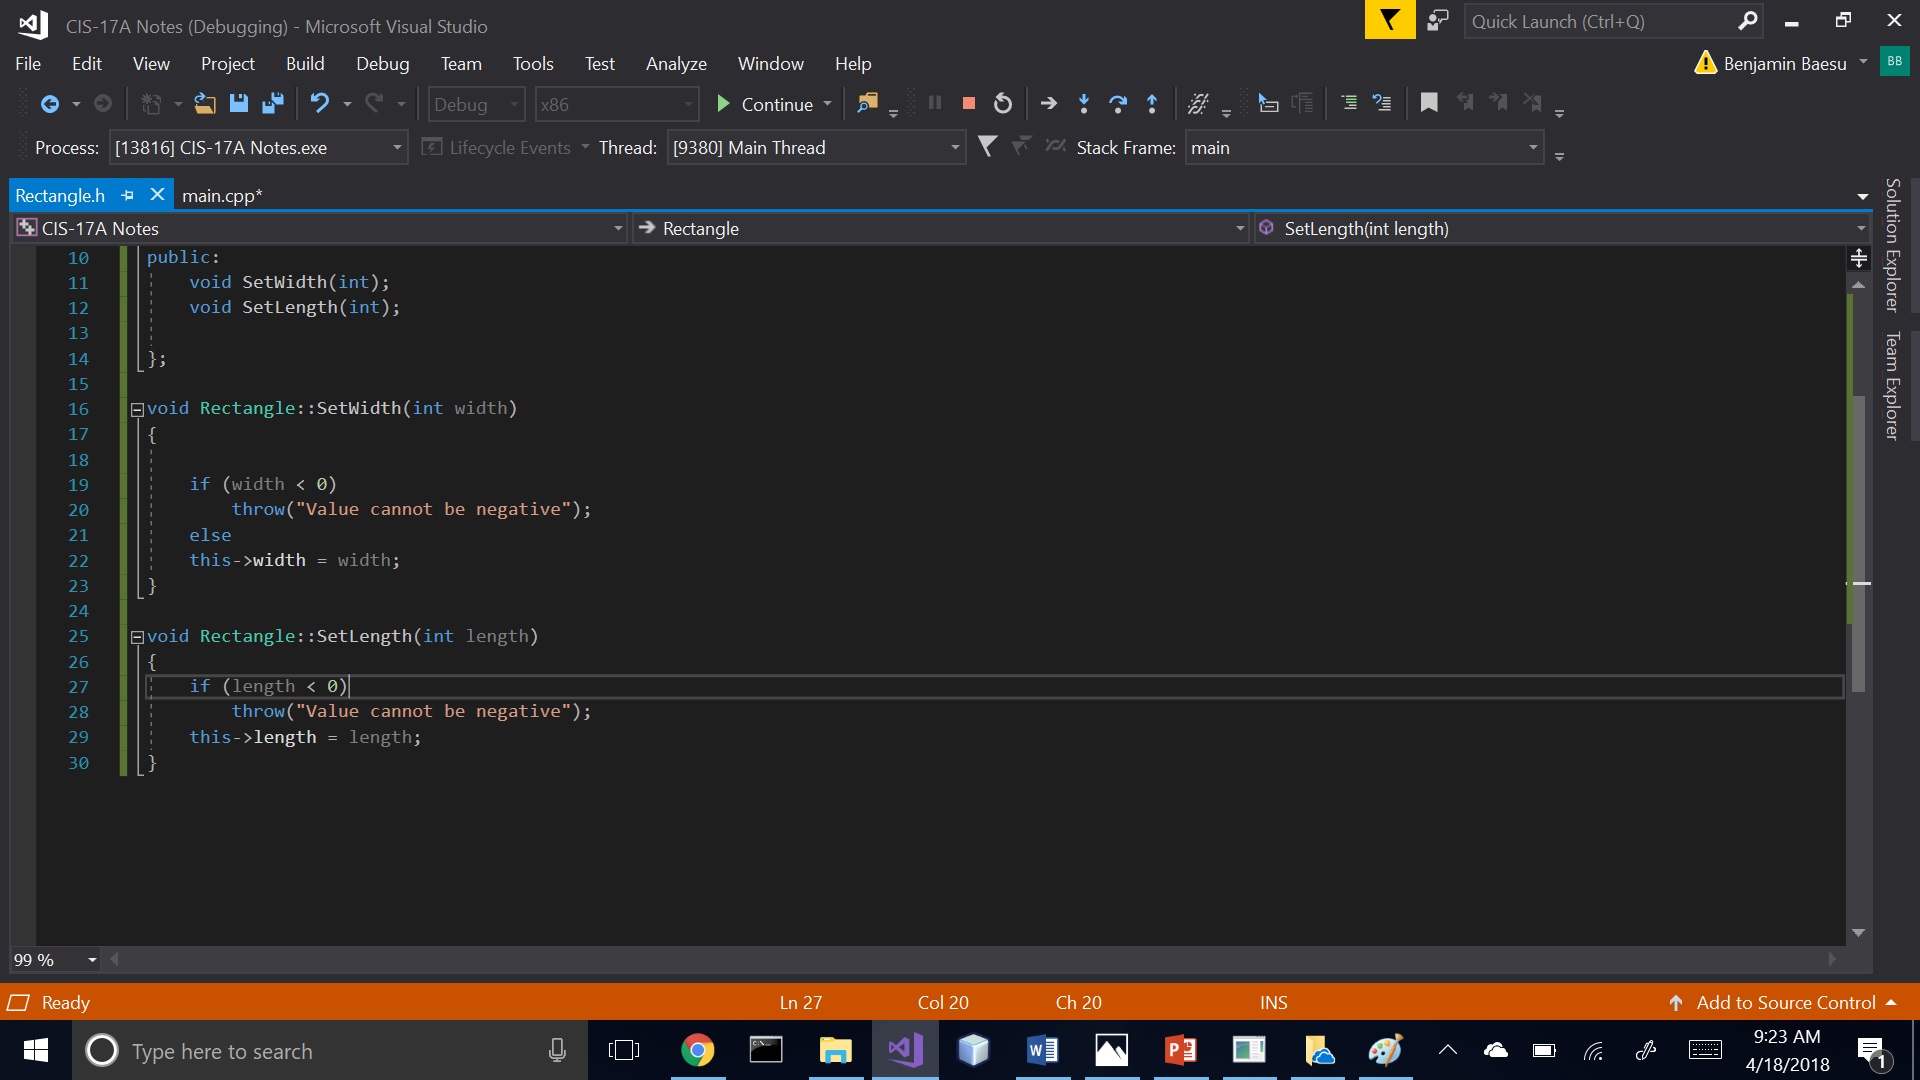 CIS-17A Notes (Debugging) - Microsoft Visual Studio
Quick Launch (Ctrl+Q)
File Edit View Project Build Debug Team Tools Test Analyze Window Help
Benjamin Baesu BB
Debug x86 Continue
Process: [13816] CIS-17A Notes.exe Lifecycle Events Thread: [9380] Main Thread Stack Frame: main
Rectangle.h main.cpp*
CIS-17A Notes Rectangle SetLength(int length)
Solution Explorer
Team Explorer
10 public:
11 void SetWidth(int);
12 void SetLength(int);
13
14 };
15
16 void Rectangle::SetWidth(int width)
17 {
18
19 if (width < 0)
20 throw("Value cannot be negative");
21 else
22 this->width = width;
23 }
24
25 void Rectangle::SetLength(int length)
26 {
27 if (length < 0)
28 throw("Value cannot be negative");
29 this->length = length;
30 }
99 %
Ready Ln 27 Col 20 Ch 20 INS Add to Source Control
Type here to search
9:23 AM
4/18/2018
1